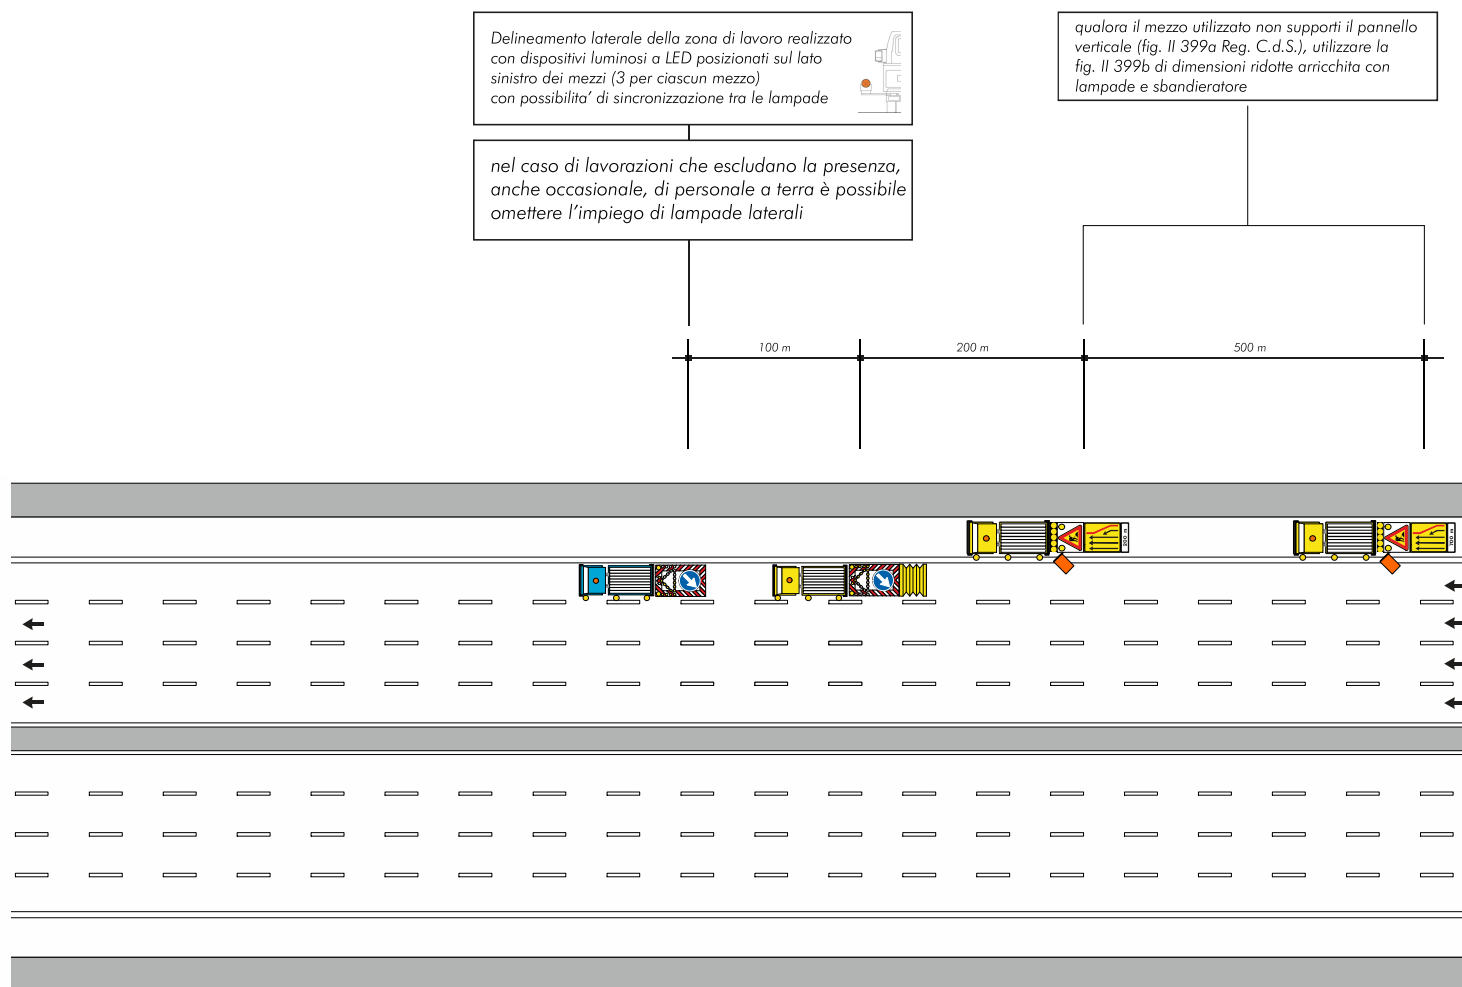 Delineamento laterale della zona di lavoro realizzato
con dispositivi luminosi a LED posizionati sul lato
sinistro dei mezzi (3 per ciascun mezzo)
con possibilita' di sincronizzazione tra le lampade
nel caso di lavorazioni che escludano la presenza,
anche occasionale, di personale a terra è possibile
omettere l'impiego di lampade laterali
qualora il mezzo utilizzato non supporti il pannello
verticale (fig. II 399a Reg. C.d.S.), utilizzare la
fig. II 399b di dimensioni ridotte arricchita con
lampade e sbandieratore
100 m
200 m
500 m
200 m
700 m